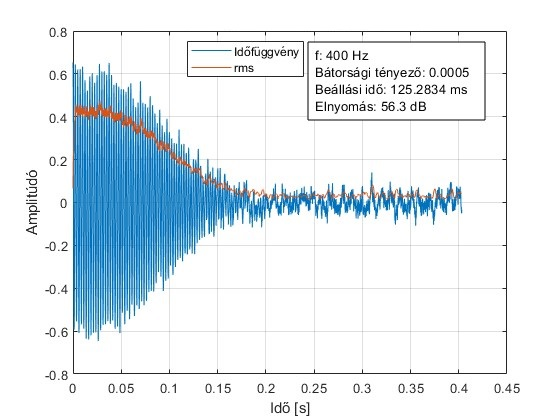 0.8
0.6
0.4
0.2
0
-0.2
-0.4
-0.6
-0.8
Amplitúdó
Időfüggvény
rms
f: 400 Hz
Bátorsági tényező: 0.0005
Beállási idő: 125.2834 ms
Elnyomás: 56.3 dB
0 0.05 0.1 0.15 0.2 0.25 0.3 0.35 0.4 0.45
Idő [s]